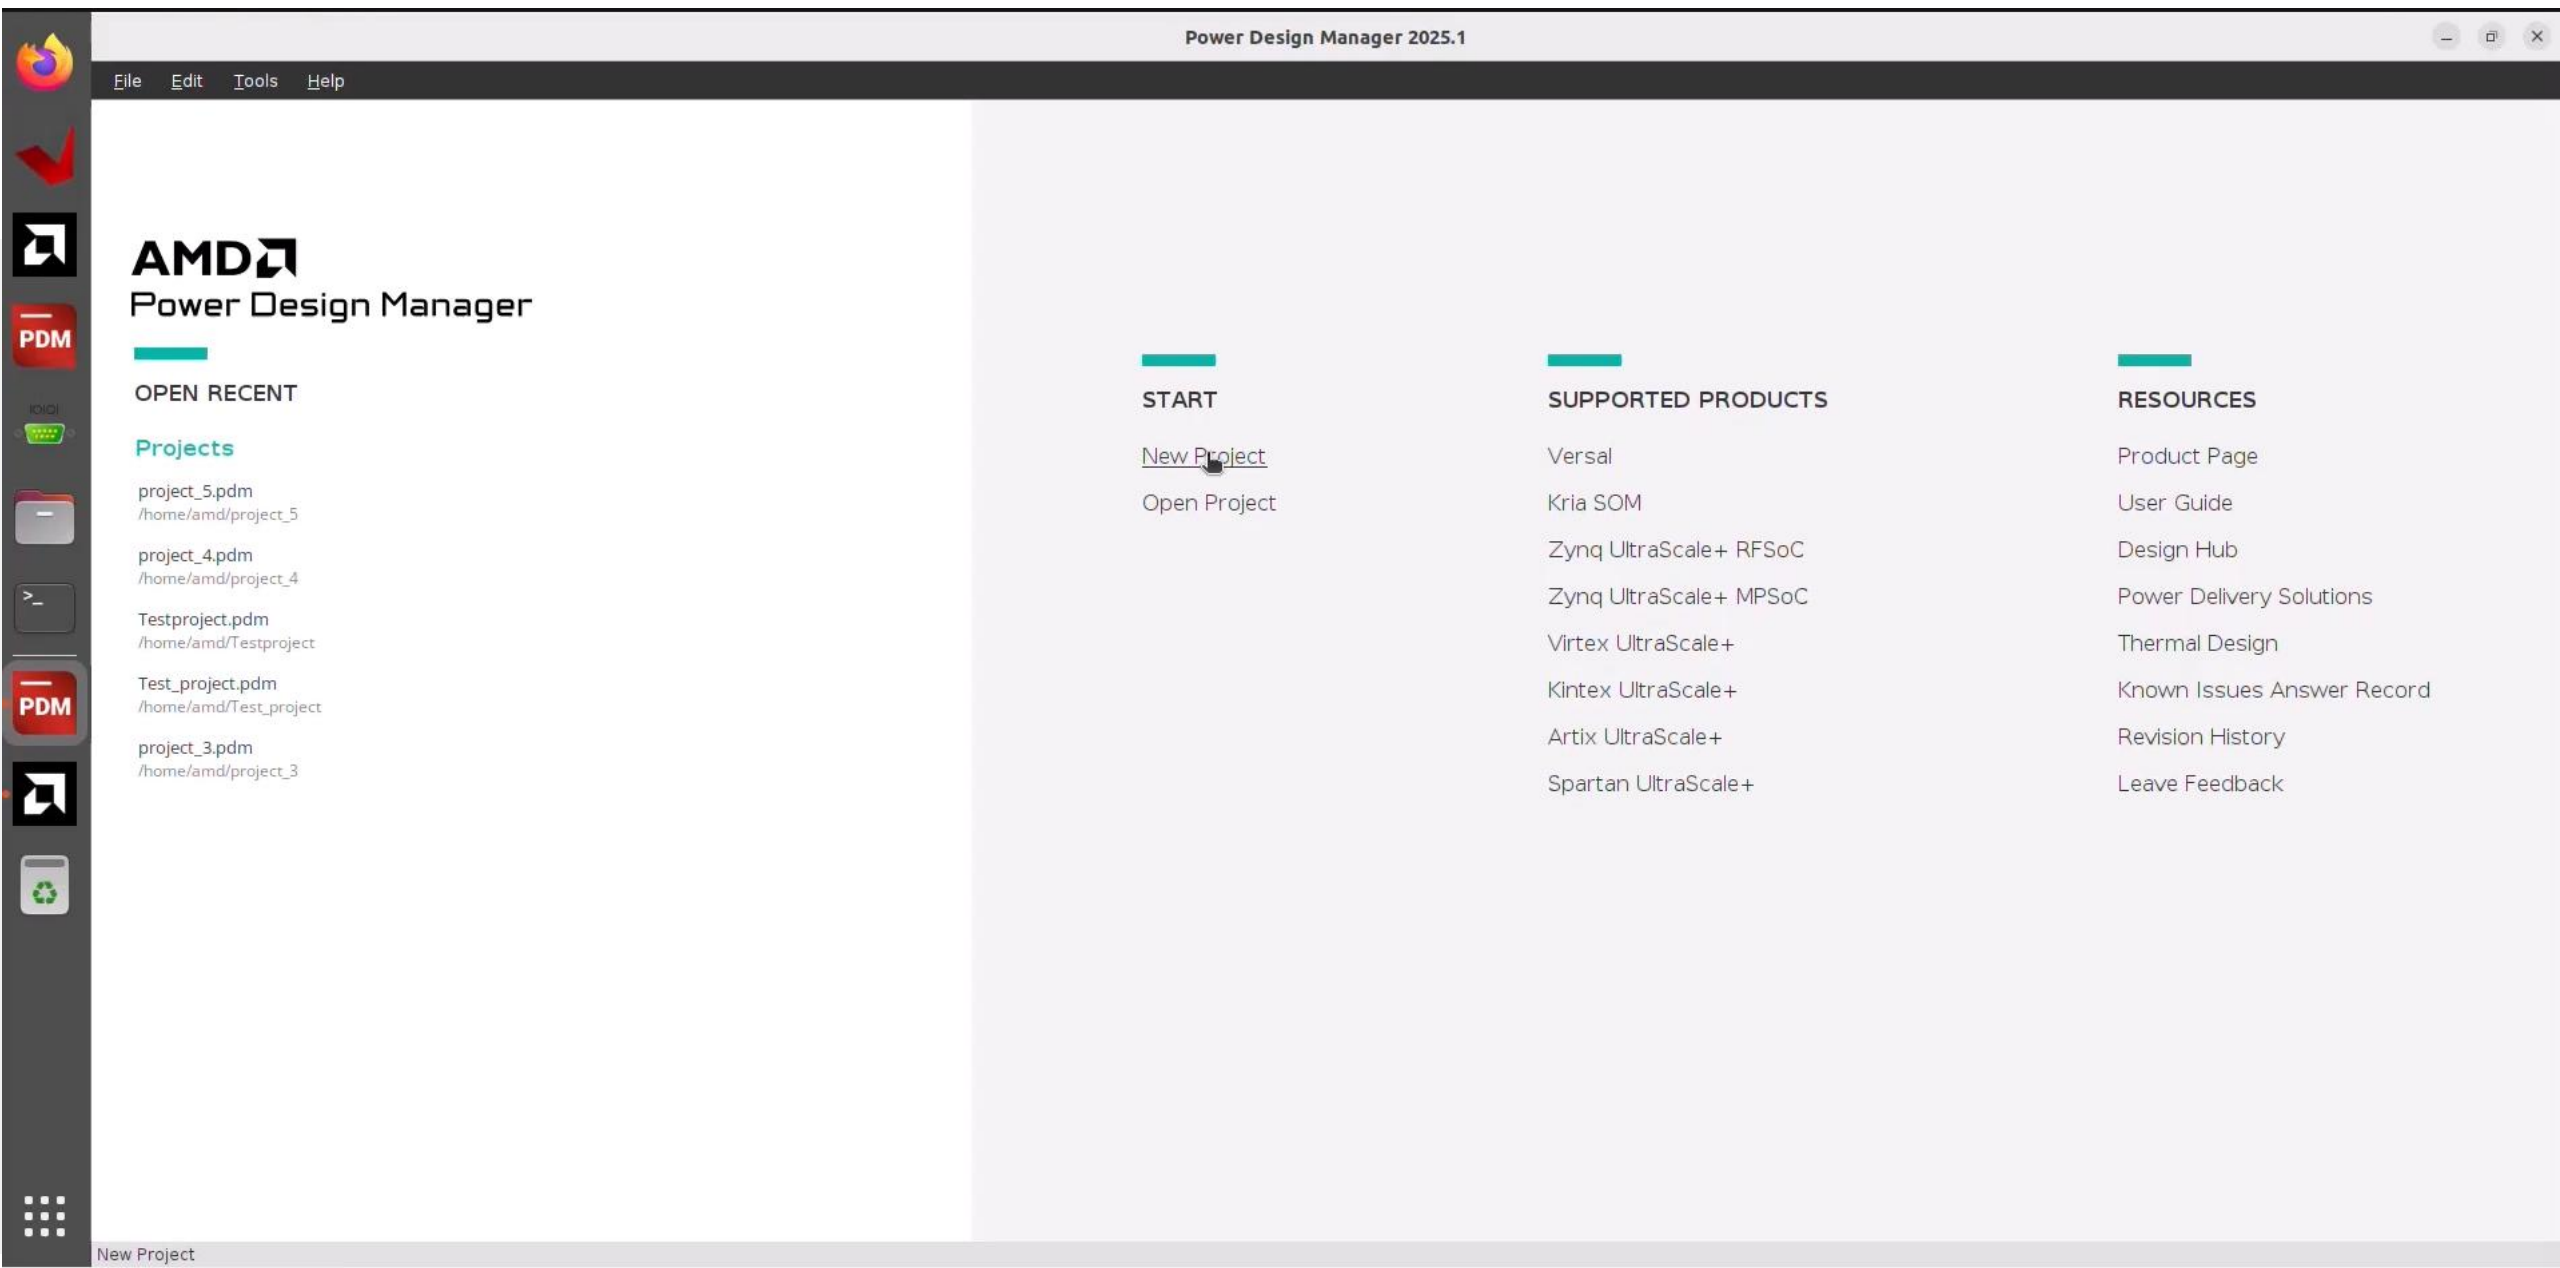 Power Design Manager 2025.1
File Edit Tools Help
AMD
Power Design Manager
OPEN RECENT
Projects
project_5.pdm
/home/amd/project_5
project_4.pdm
/home/amd/project_4
Testproject.pdm
/home/amd/Testproject
Test_project.pdm
/home/amd/Test_project
project_3.pdm
/home/amd/project_3
START
New Project
Open Project
SUPPORTED PRODUCTS
Versal
Kria SOM
Zynq UltraScale+ RFSoC
Zynq UltraScale+ MPSoC
Virtex UltraScale+
Kintex UltraScale+
Artix UltraScale+
Spartan UltraScale+
RESOURCES
Product Page
User Guide
Design Hub
Power Delivery Solutions
Thermal Design
Known Issues Answer Record
Revision History
Leave Feedback
PDM
IOIOI
>_
PDM
New Project